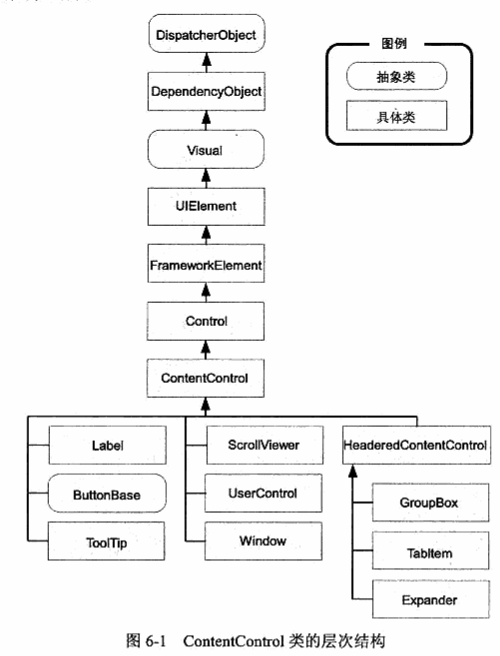 DispatcherObject
图例
抽象类
具体类
DependencyObject
Visual
UIElement
FrameworkElement
Control
ContentControl
Label
ScrollViewer
HeaderedContentControl
ButtonBase
UserControl
GroupBox
ToolTip
Window
TabItem
Expander
图 6-1 ContentControl 类的层次结构